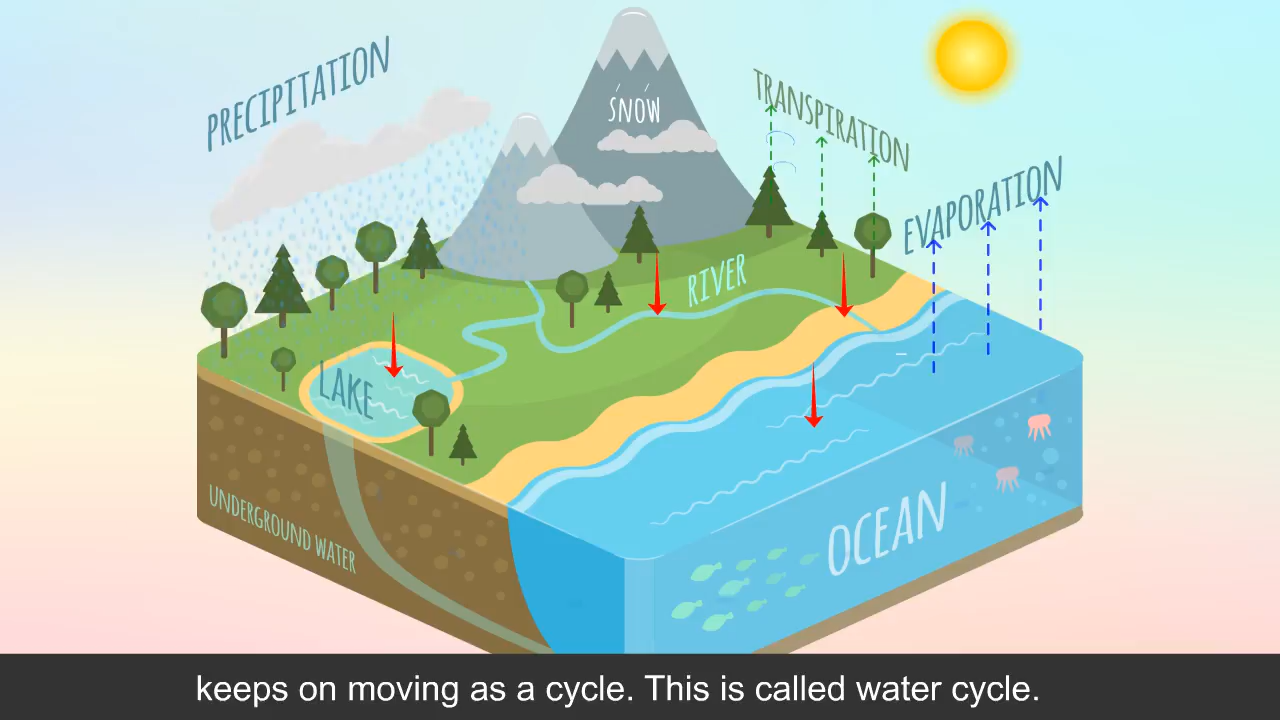 PRECIPITATION
SNOW
TRANSPIRATION
EVAPORATION
RIVER
LAKE
UNDERGROUND WATER
OCEAN
keeps on moving as a cycle. This is called water cycle.